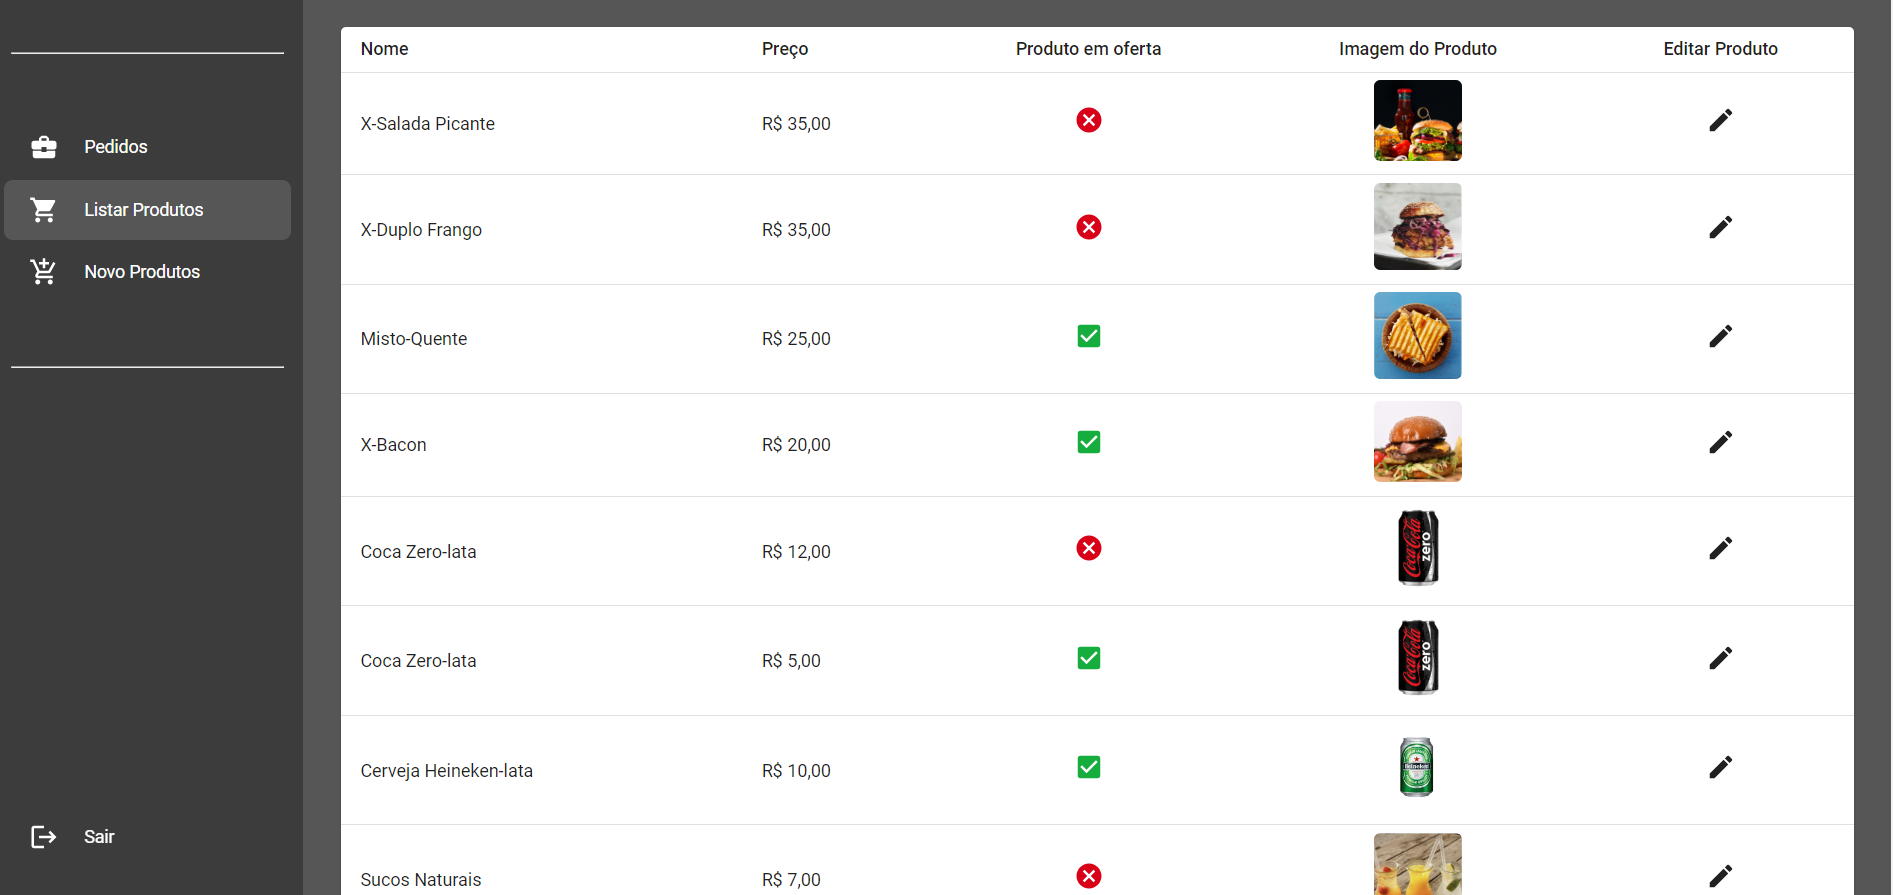 Pedidos
Listar Produtos
Novo Produtos
Sair
Nome Preço Produto em oferta Imagem do Produto Editar Produto
X-Salada Picante R$ 35,00
X-Duplo Frango R$ 35,00
Misto-Quente R$ 25,00
X-Bacon R$ 20,00
Coca Zero-lata R$ 12,00
Coca-Cola zero
Coca Zero-lata R$ 5,00
Coca-Cola zero
Cerveja Heineken-lata R$ 10,00
Heineken
Sucos Naturais R$ 7,00